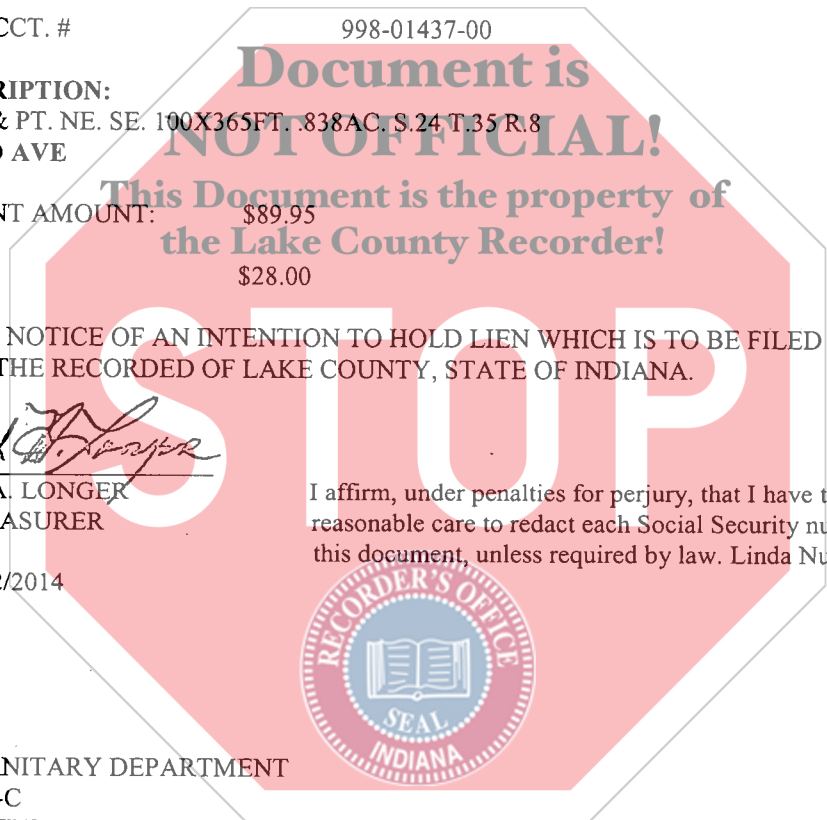 CCT. # 998-01437-00
Document is
RIPTION:
& PT. NE. SE. 100X365FT. .838AC. S.24 T.35 R.8
NOT OFFICIAL!
AVE
This Document is the property of
NT AMOUNT: $89.95
the Lake County Recorder!
$28.00
NOTICE OF AN INTENTION TO HOLD LIEN WHICH IS TO BE FILED
THE RECORDED OF LAKE COUNTY, STATE OF INDIANA.
STOP
A. LONGER
ASURER
I affirm, under penalties for perjury, that I have t
reasonable care to redact each Social Security nu
this document, unless required by law. Linda Nu
2/2014
RECORDER'S OFFICE
SEAL
INDIANA
NITARY DEPARTMENT
-C